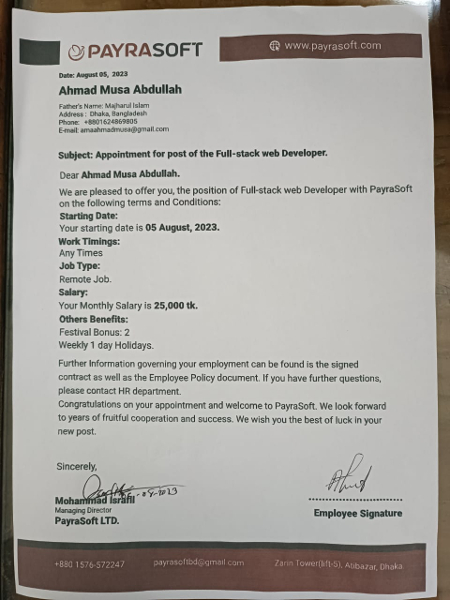 PAYRASOFT
www.payrasoft.com
Date: August 05, 2023
Ahmad Musa Abdullah
Father's Name: Majharul Islam
Address : Dhaka, Bangladesh
Phone: +8801624869805
E-mail: amaahmadmusa@gmail.com
Subject: Appointment for post of the Full-stack web Developer.
Dear Ahmad Musa Abdullah.
We are pleased to offer you, the position of Full-stack web Developer with PayraSoft
on the following terms and Conditions:
Starting Date:
Your starting date is 05 August, 2023.
Work Timings:
Any Times
Job Type:
Remote Job.
Salary:
Your Monthly Salary is 25,000 tk.
Others Benefits:
Festival Bonus: 2
Weekly 1 day Holidays.
Further Information governing your employment can be found is the signed
contract as well as the Employee Policy document. If you have further questions,
please contact HR department.
Congratulations on your appointment and welcome to PayraSoft. We look forward
to years of fruitful cooperation and success. We wish you the best of luck in your
new post.
Sincerely,
Mohammad Israfil
Managing Director
PayraSoft LTD.
Employee Signature
+880 1576-572247
payrasoftbd@gmail.com
Zarin Tower(lift-5), Atibazar, Dhaka